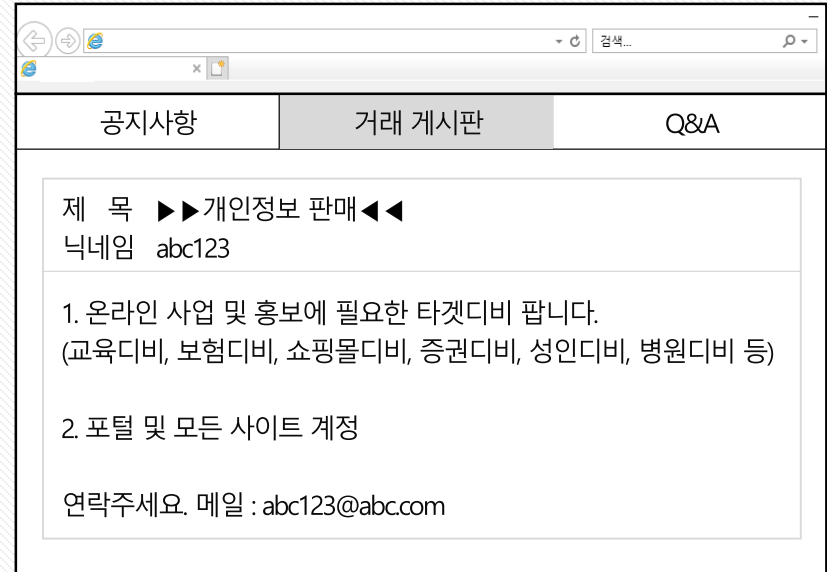 검색...
공지사항 거래 게시판 Q&A
제 목 ▶▶개인정보 판매◀◀
닉네임 abc123
1. 온라인 사업 및 홍보에 필요한 타겟디비 팝니다.
(교육디비, 보험디비, 쇼핑몰디비, 증권디비, 성인디비, 병원디비 등)
2. 포털 및 모든 사이트 계정
연락주세요. 메일 : abc123@abc.com